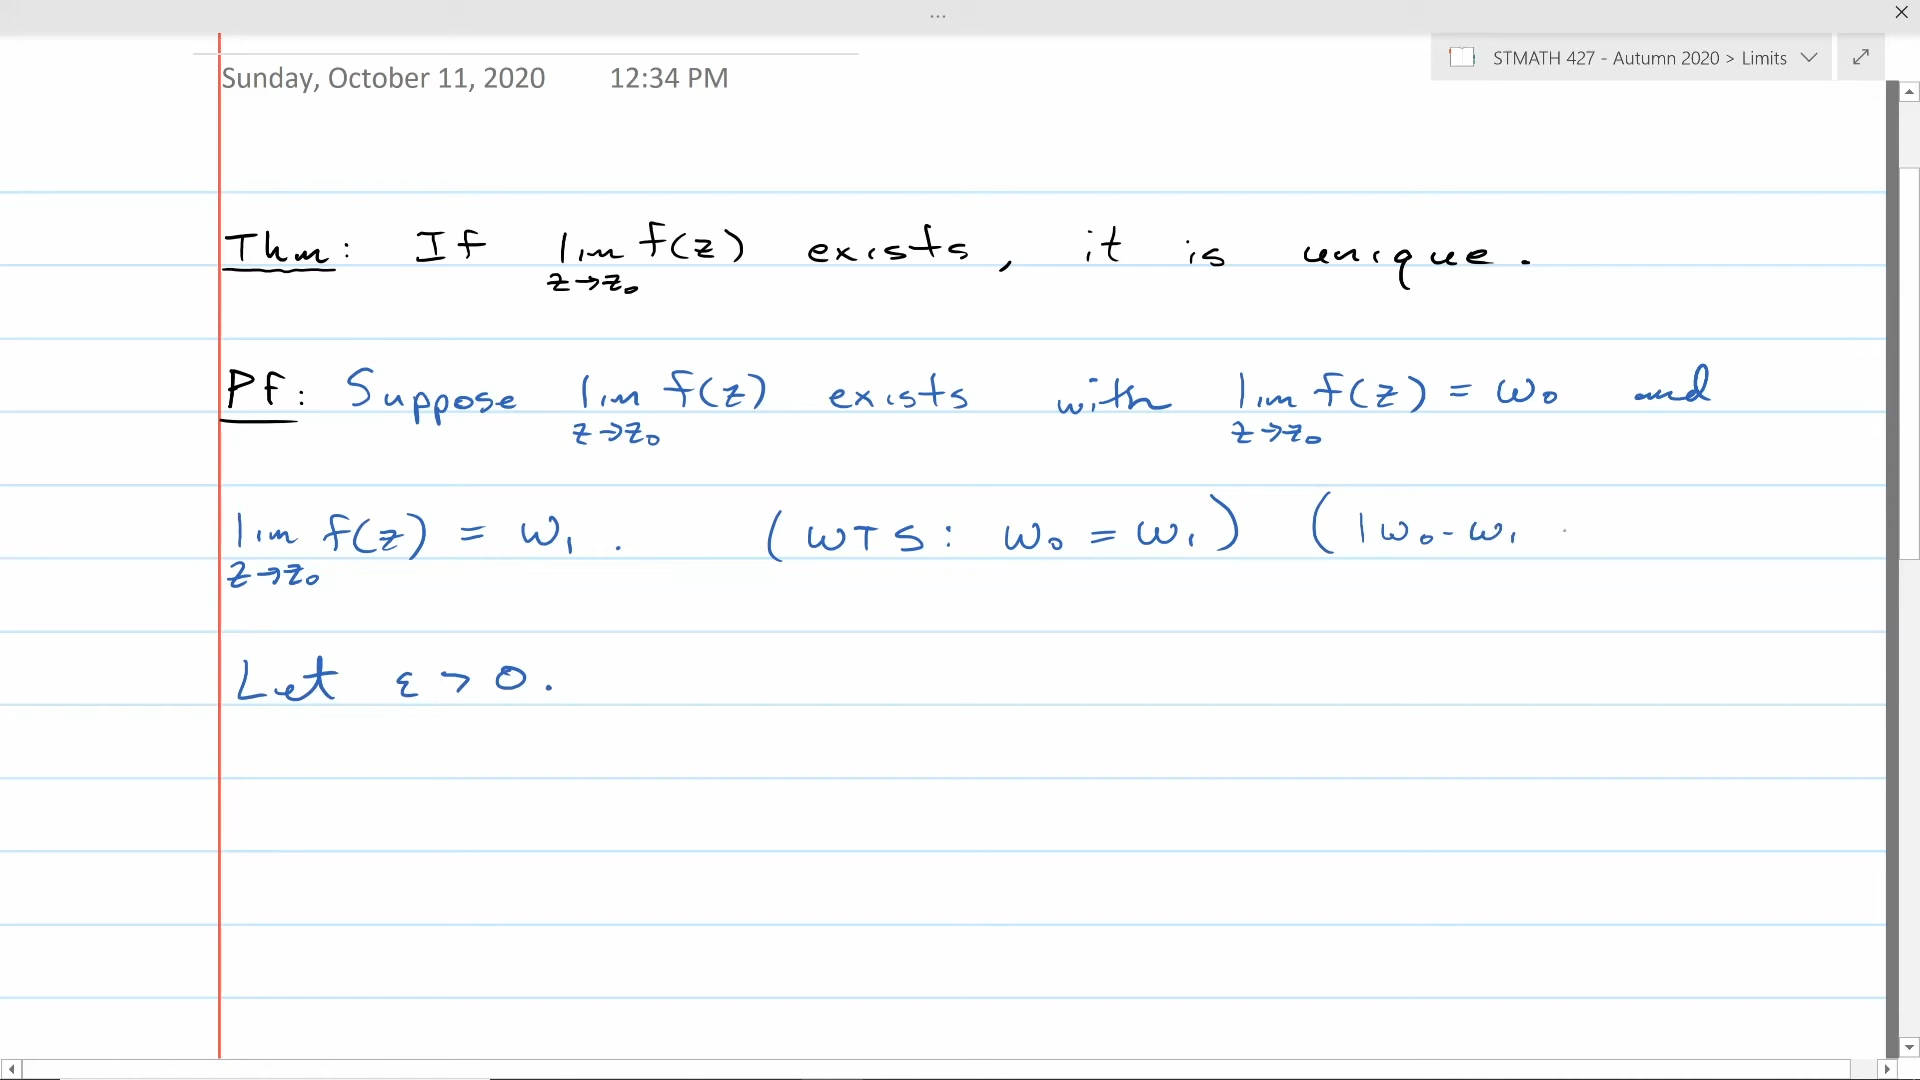 STMATH 427 - Autumn 2020 > Limits
Sunday, October 11, 2020 12:34 PM
Thm: If lim f(z) exists, it is unique.
z→z₀
Pf: Suppose lim f(z) exists with lim f(z) = w₀ and
z→z₀ z→z₀
lim f(z) = w₁. (WTS: w₀ = w₁) (|w₀ - w₁
z→z₀
Let ε > 0.